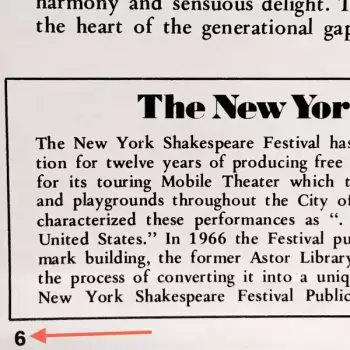 harmony and sensuous delight.
the heart of the generational gap
The New Yor
The New York Shakespeare Festival has
tion for twelve years of producing free
for its touring Mobile Theater which t
and playgrounds throughout the City of
characterized these performances as ".
United States." In 1966 the Festival pu
mark building, the former Astor Library
the process of converting it into a uniq
New York Shakespeare Festival Public
6